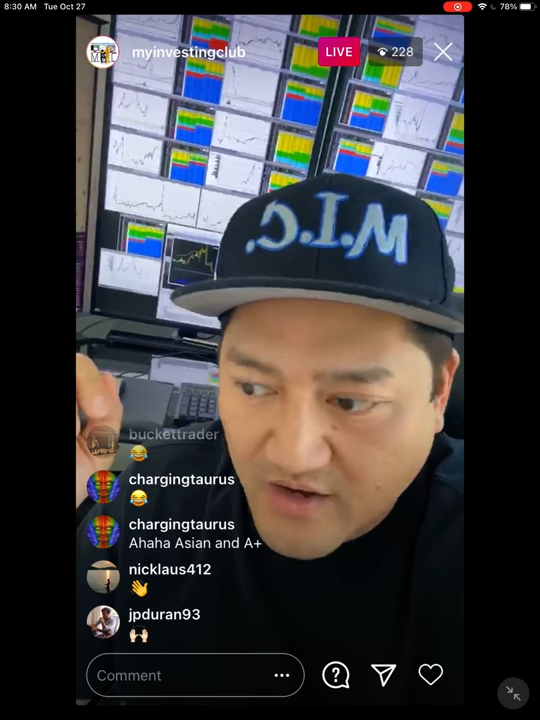 8:30 AM Tue Oct 27
78%
myinvestingclub
LIVE
228
M.I.C.
buckettrader
😂
chargingtaurus
😂
chargingtaurus
Ahaha Asian and A+
nicklaus412
👋
jpduran93
🙌🏻
Comment